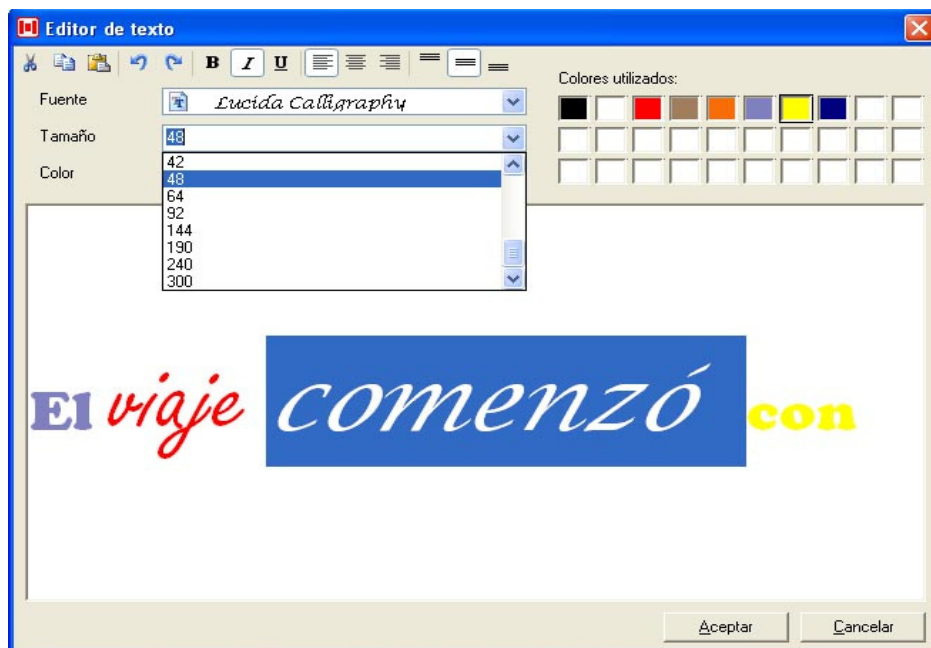 Editor de texto
B I U
Colores utilizados:
Fuente
Lucida Calligraphy
Tamaño
48
Color
42
48
64
92
144
190
240
300
El viaje comenzó con
Aceptar
Cancelar